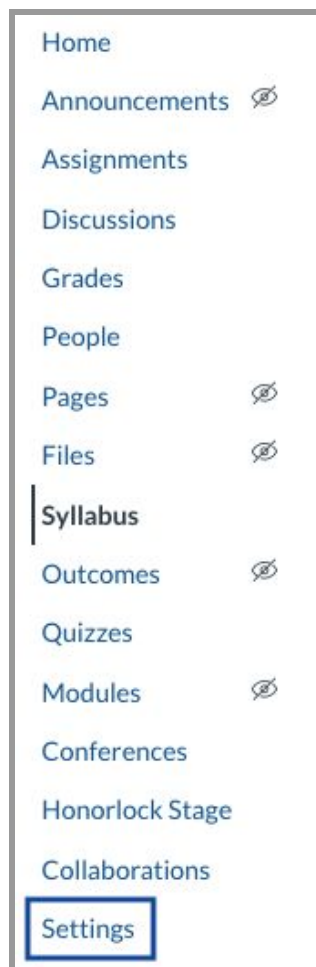 Home
Announcements
Assignments
Discussions
Grades
People
Pages
Files
Syllabus
Outcomes
Quizzes
Modules
Conferences
Honorlock Stage
Collaborations
Settings